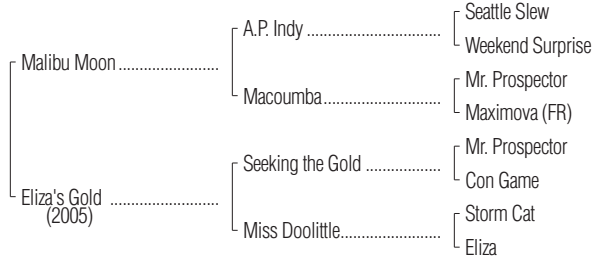 Seattle Slew
A.P. Indy ..............................
Weekend Surprise
Malibu Moon ........................
Mr. Prospector
Macoumba............................
Maximova (FR)
Mr. Prospector
Seeking the Gold ..................
Con Game
Eliza's Gold ..........................
(2005)
Storm Cat
Miss Doolittle........................
Eliza